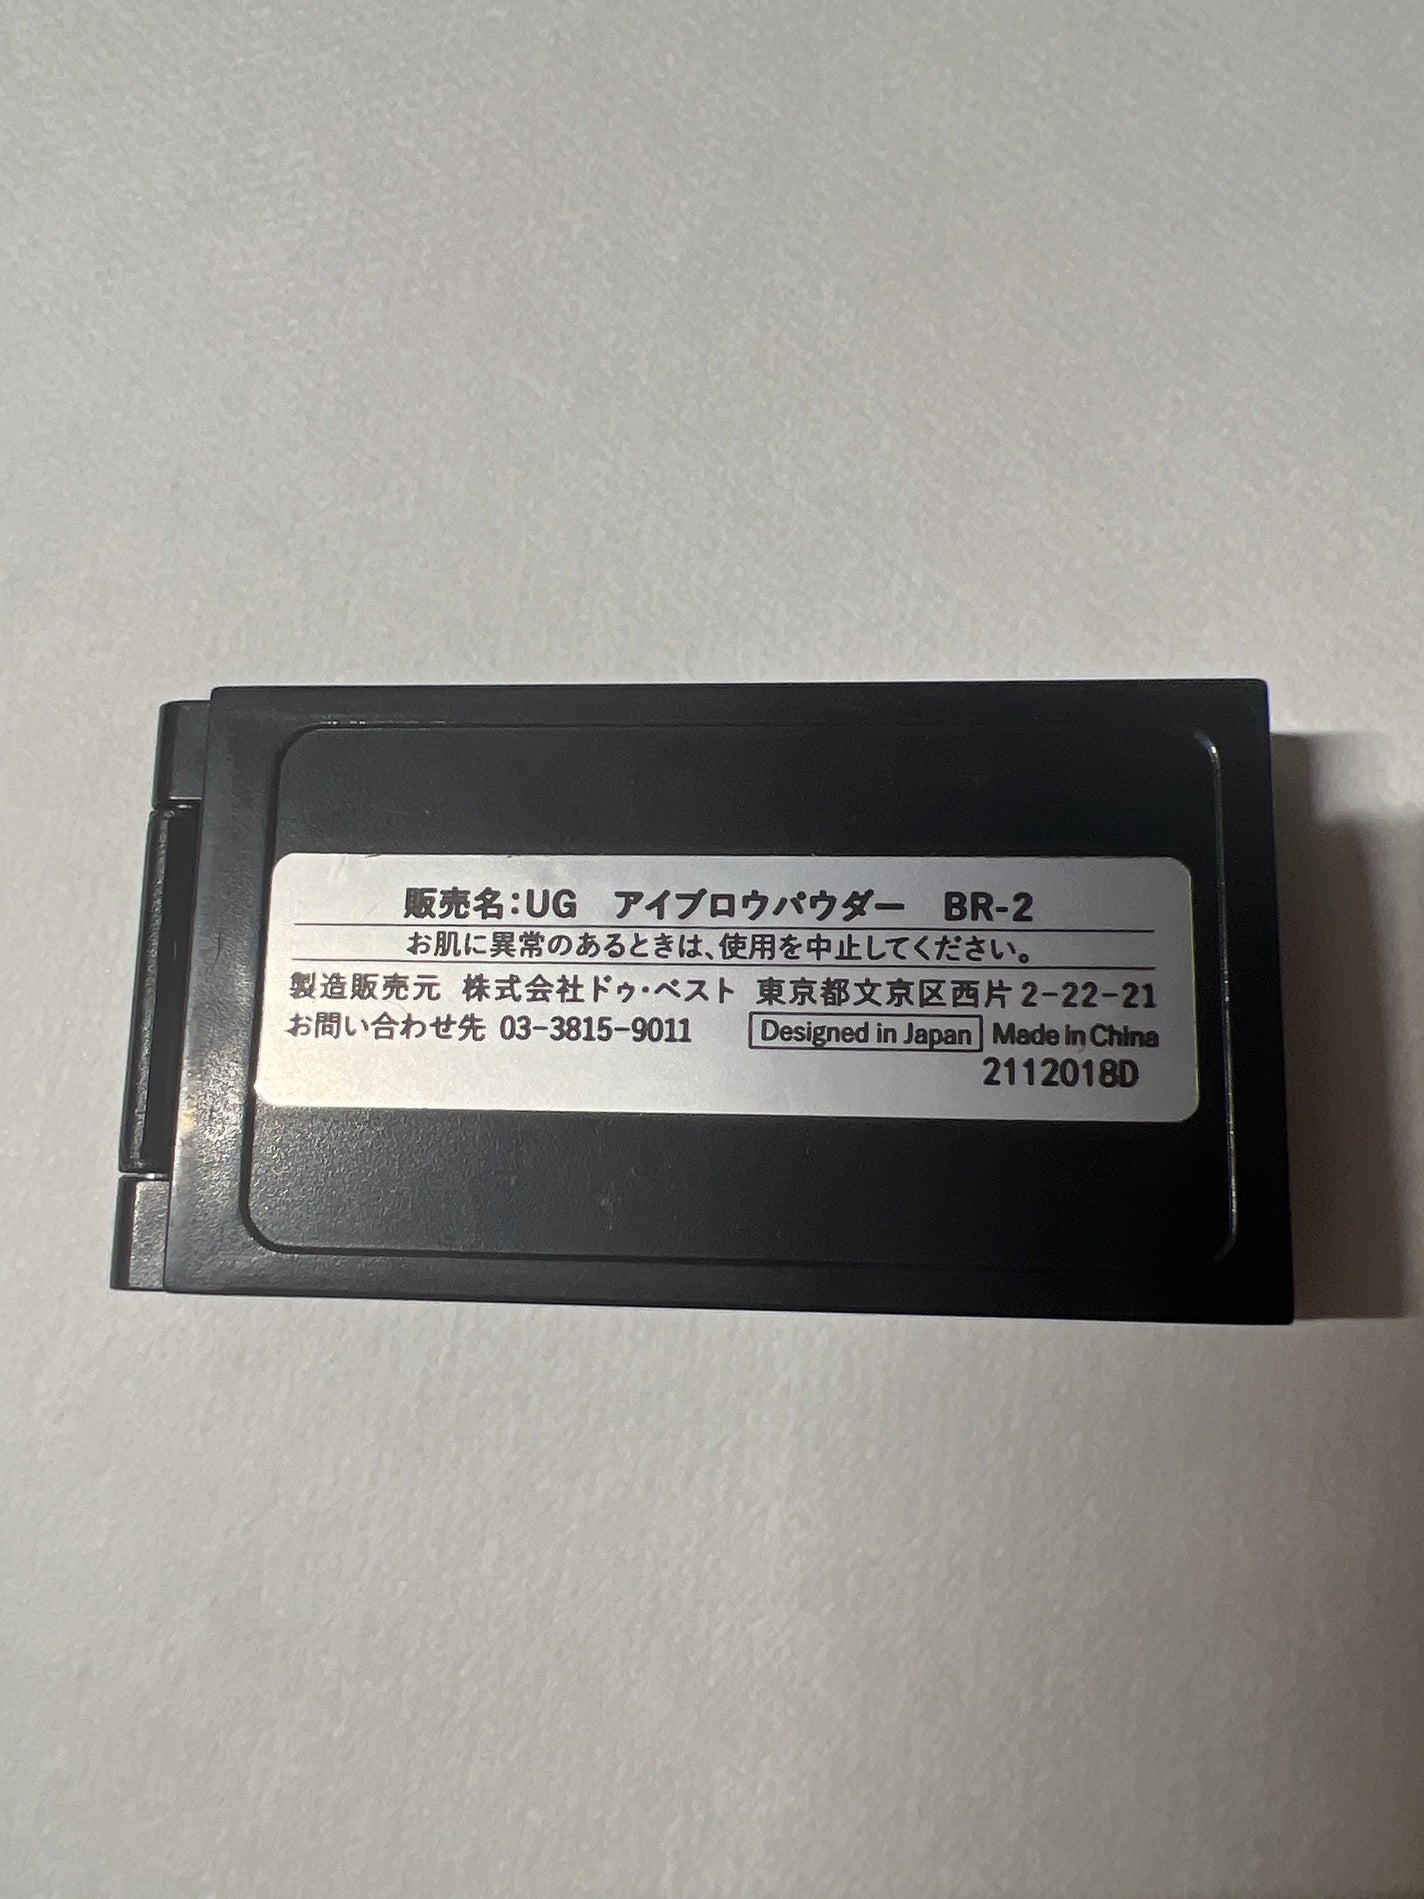 販売名：UG　アイブロウパウダー　BR-2
お肌に異常のあるときは、使用を中止してください。
製造販売元　株式会社ドゥ・ベスト　東京都文京区西片2-22-21
お問い合わせ先 03-3815-9011　Designed in Japan　Made in China
2112018D